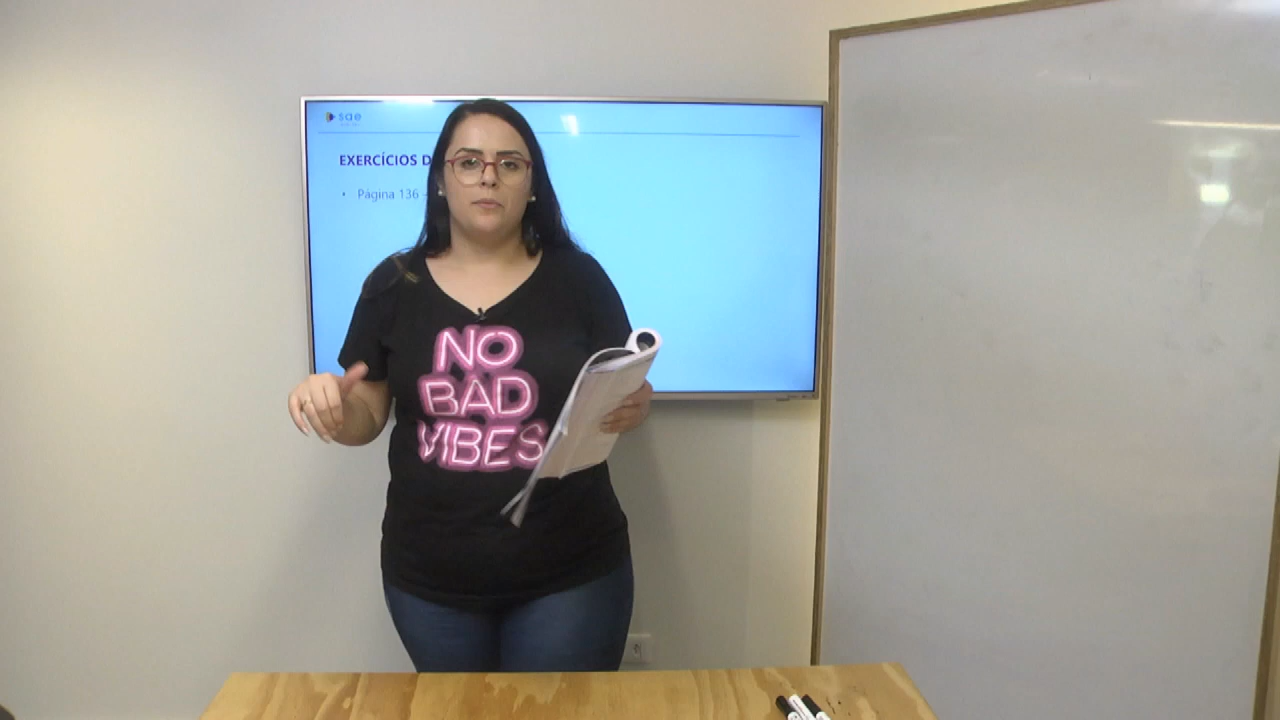 sae
EXERCÍCIOS D
• Página 136 -
NO
BAD
VIBES